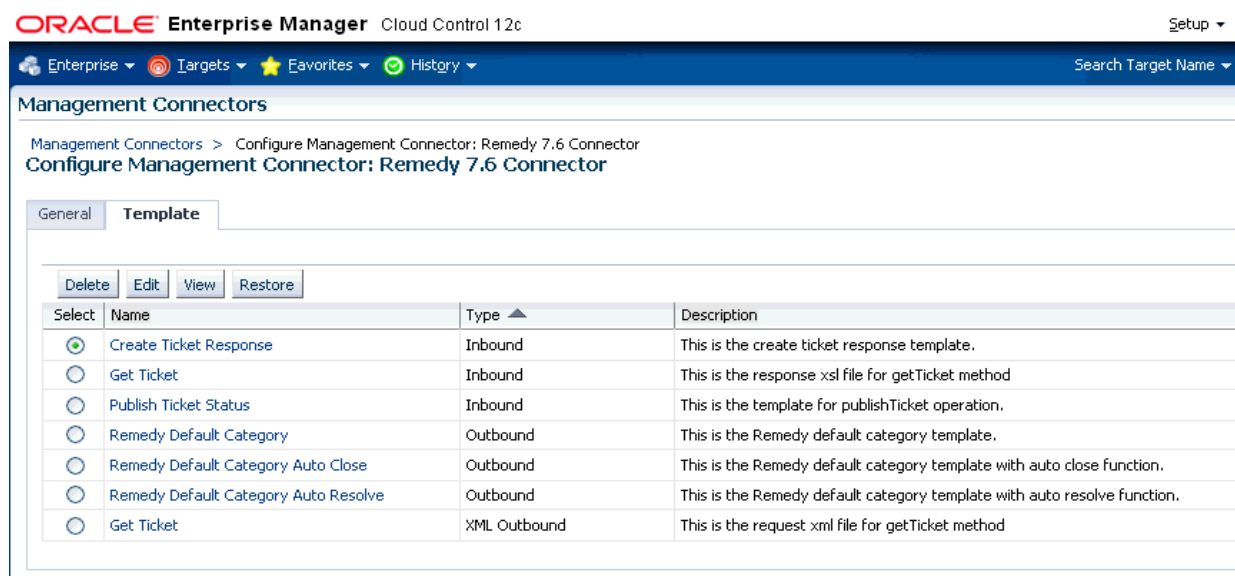 ORACLE Enterprise Manager Cloud Control 12c Setup
Enterprise Targets Favorites History Search Target Name
Management Connectors
Management Connectors > Configure Management Connector: Remedy 7.6 Connector
Configure Management Connector: Remedy 7.6 Connector
General Template
Delete Edit View Restore
Select Name Type Description
Create Ticket Response Inbound This is the create ticket response template.
Get Ticket Inbound This is the response xsl file for getTicket method
Publish Ticket Status Inbound This is the template for publishTicket operation.
Remedy Default Category Outbound This is the Remedy default category template.
Remedy Default Category Auto Close Outbound This is the Remedy default category template with auto close function.
Remedy Default Category Auto Resolve Outbound This is the Remedy default category template with auto resolve function.
Get Ticket XML Outbound This is the request xml file for getTicket method